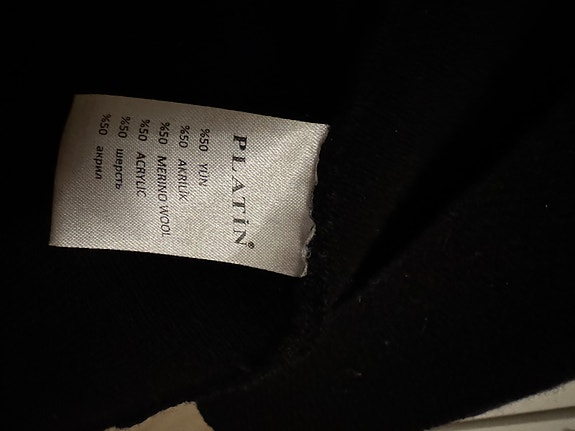 PLATİN®
%50 YÜN
%50 AKRİLİK
%50 MERINO WOOL
%50 ACRYLIC
%50 шерсть
%50 акрил